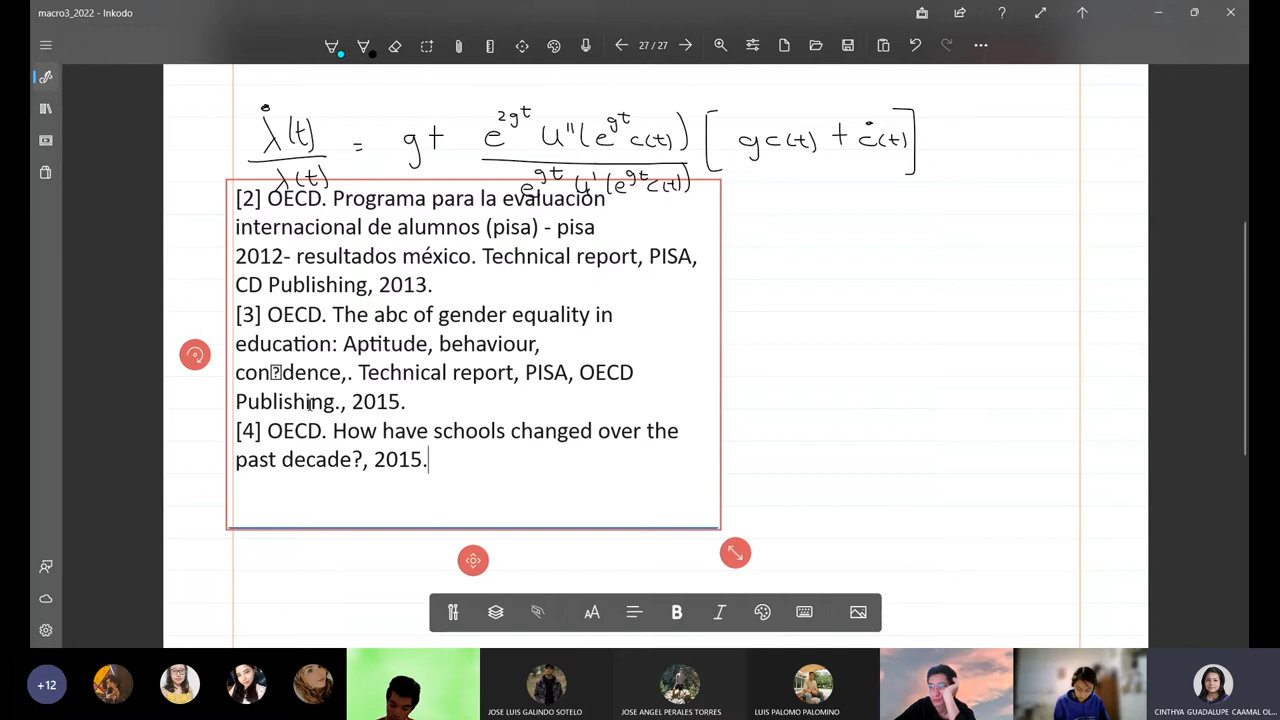 macro3_2022 - Inkodo
27 / 27
λ̇(t) / λ(t) = g + e^{2gt} u''(e^{gt} c(t)) / e^{gt} u'(e^{gt} c(t)) [ g c(t) + ċ(t) ]
[2] OECD. Programa para la evaluación
internacional de alumnos (pisa) - pisa
2012- resultados méxico. Technical report, PISA,
CD Publishing, 2013.
[3] OECD. The abc of gender equality in
education: Aptitude, behaviour,
con�dence,. Technical report, PISA, OECD
Publishing., 2015.
[4] OECD. How have schools changed over the
past decade?, 2015.
AA
B
I
+12
JOSE LUIS GALINDO SOTELO
JOSE ANGEL PERALES TORRES
LUIS PALOMO PALOMINO
CINTHYA GUADALUPE CAAMAL OL...